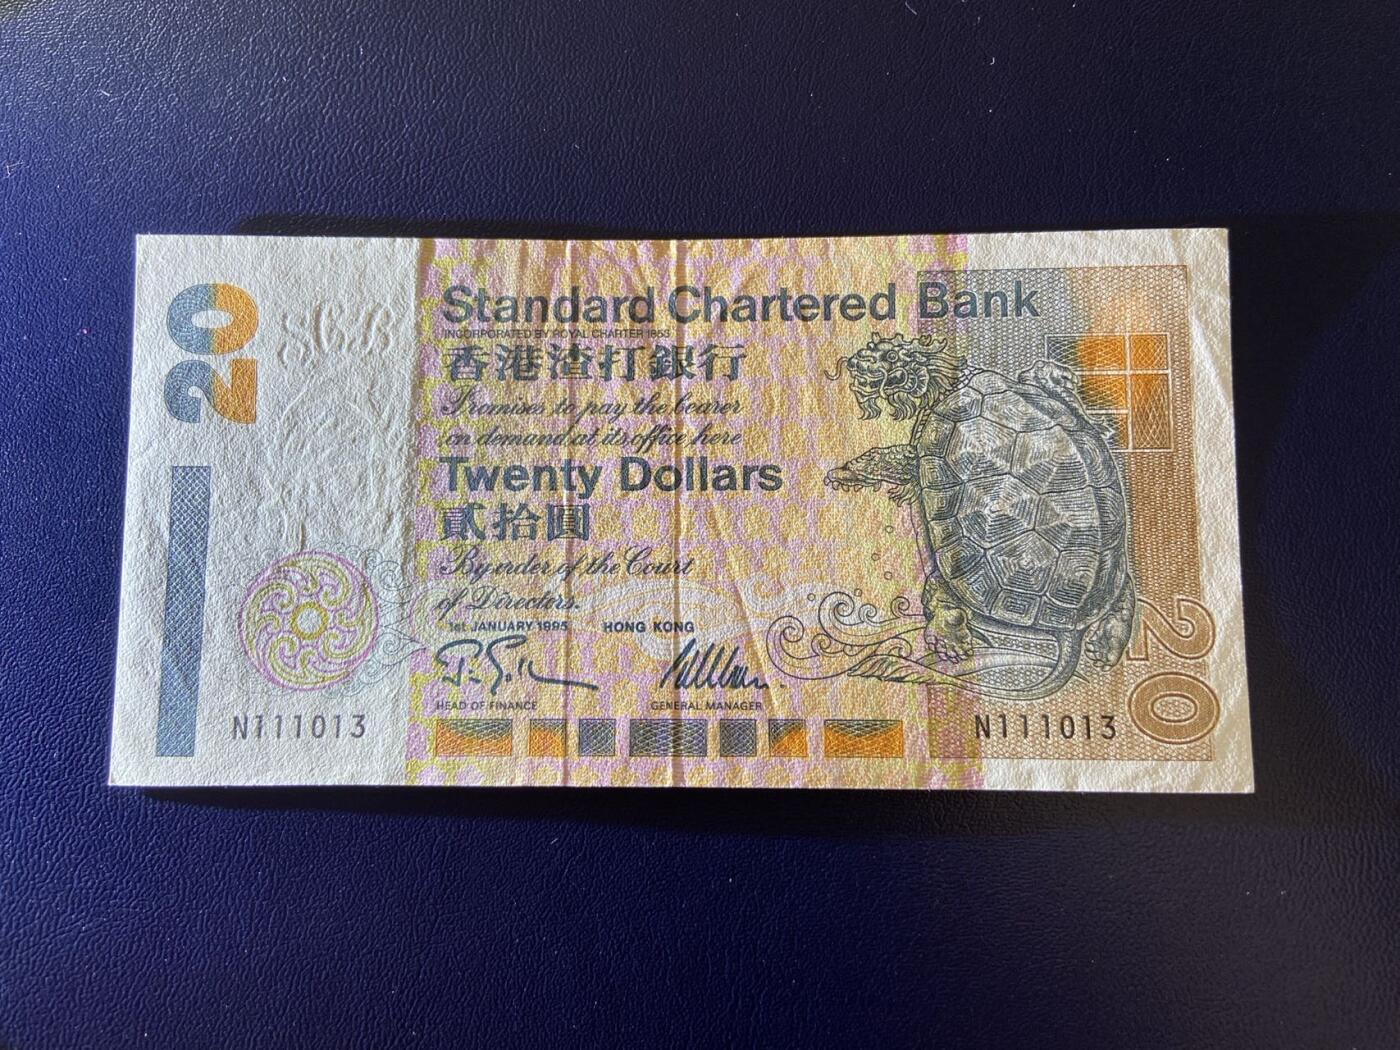 20
SCB
Standard Chartered Bank
INCORPORATED BY ROYAL CHARTER 1853
香港渣打銀行
Promises to pay the bearer
on demand at its office here
Twenty Dollars
貳拾圓
By order of the Court
of Directors.
1st JANUARY 1995 HONG KONG
HEAD OF FINANCE GENERAL MANAGER
N111013
N111013
20